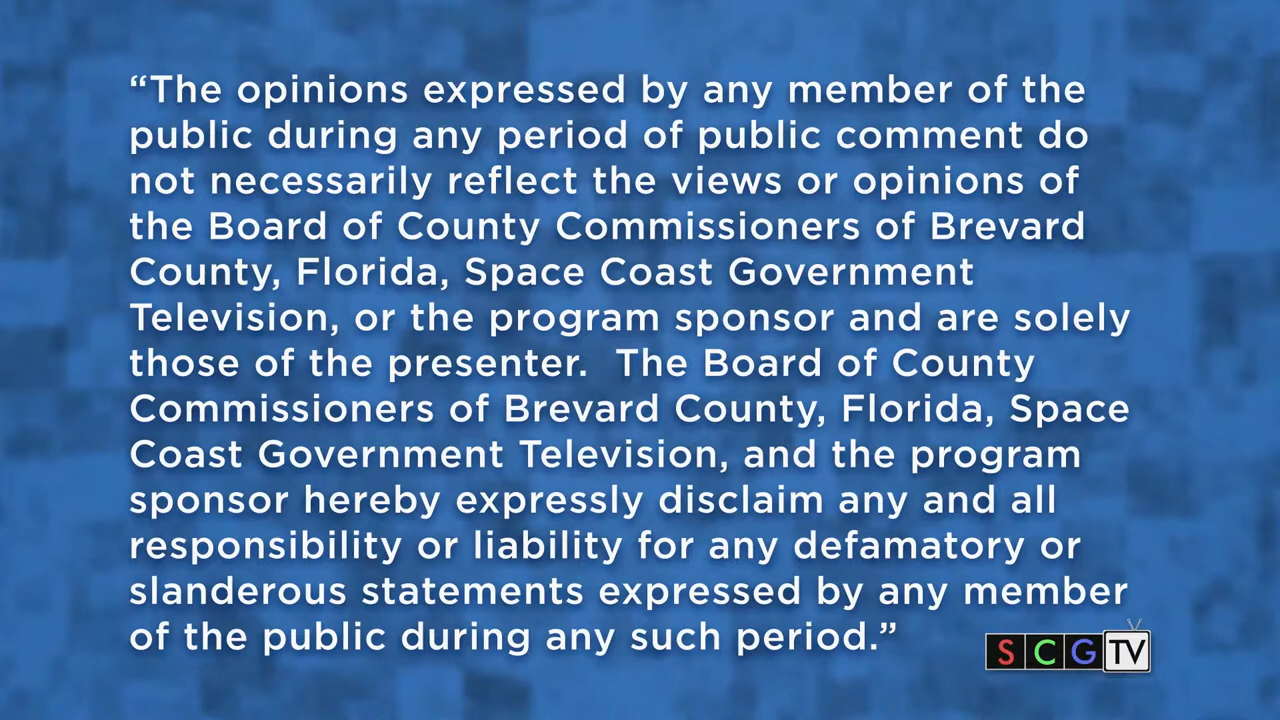 “The opinions expressed by any member of the
public during any period of public comment do
not necessarily reflect the views or opinions of
the Board of County Commissioners of Brevard
County, Florida, Space Coast Government
Television, or the program sponsor and are solely
those of the presenter.  The Board of County
Commissioners of Brevard County, Florida, Space
Coast Government Television, and the program
sponsor hereby expressly disclaim any and all
responsibility or liability for any defamatory or
slanderous statements expressed by any member
of the public during any such period.”
SCGTV